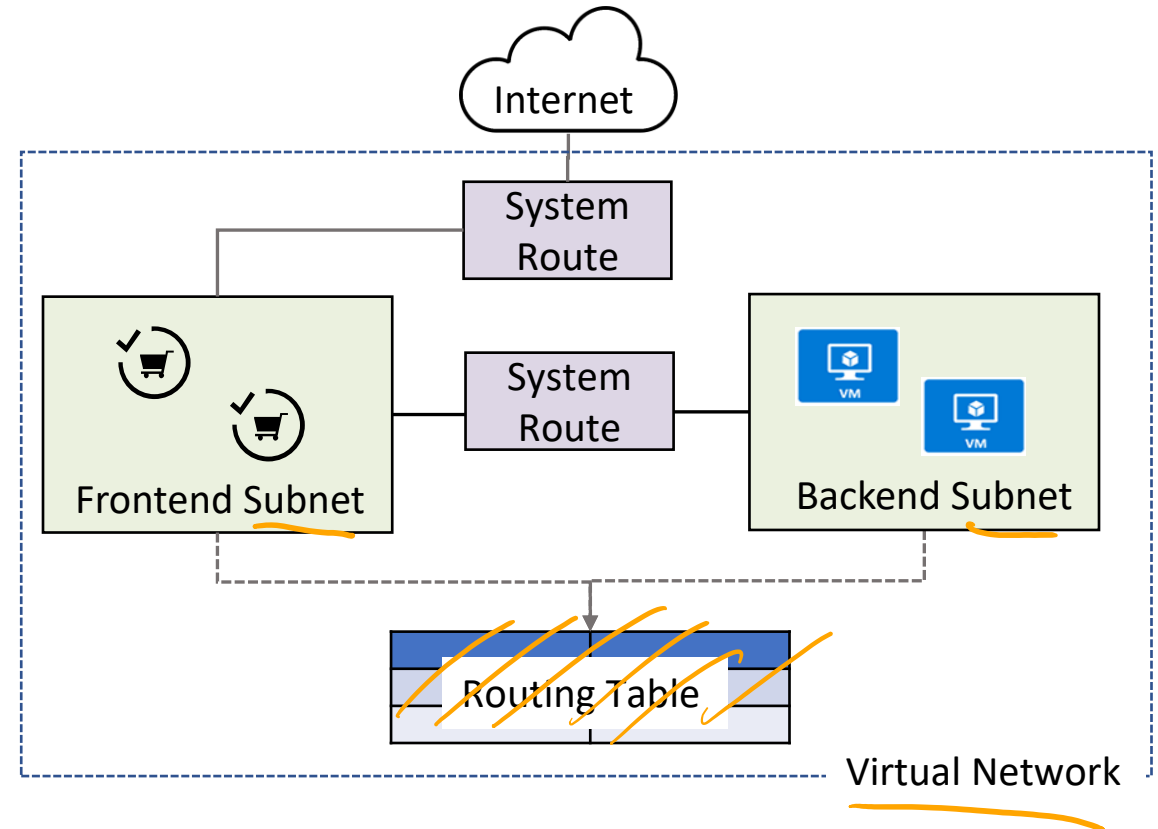 Internet
System
Route
System
Route
VM
VM
Frontend Subnet
Backend Subnet
Routing Table
Virtual Network